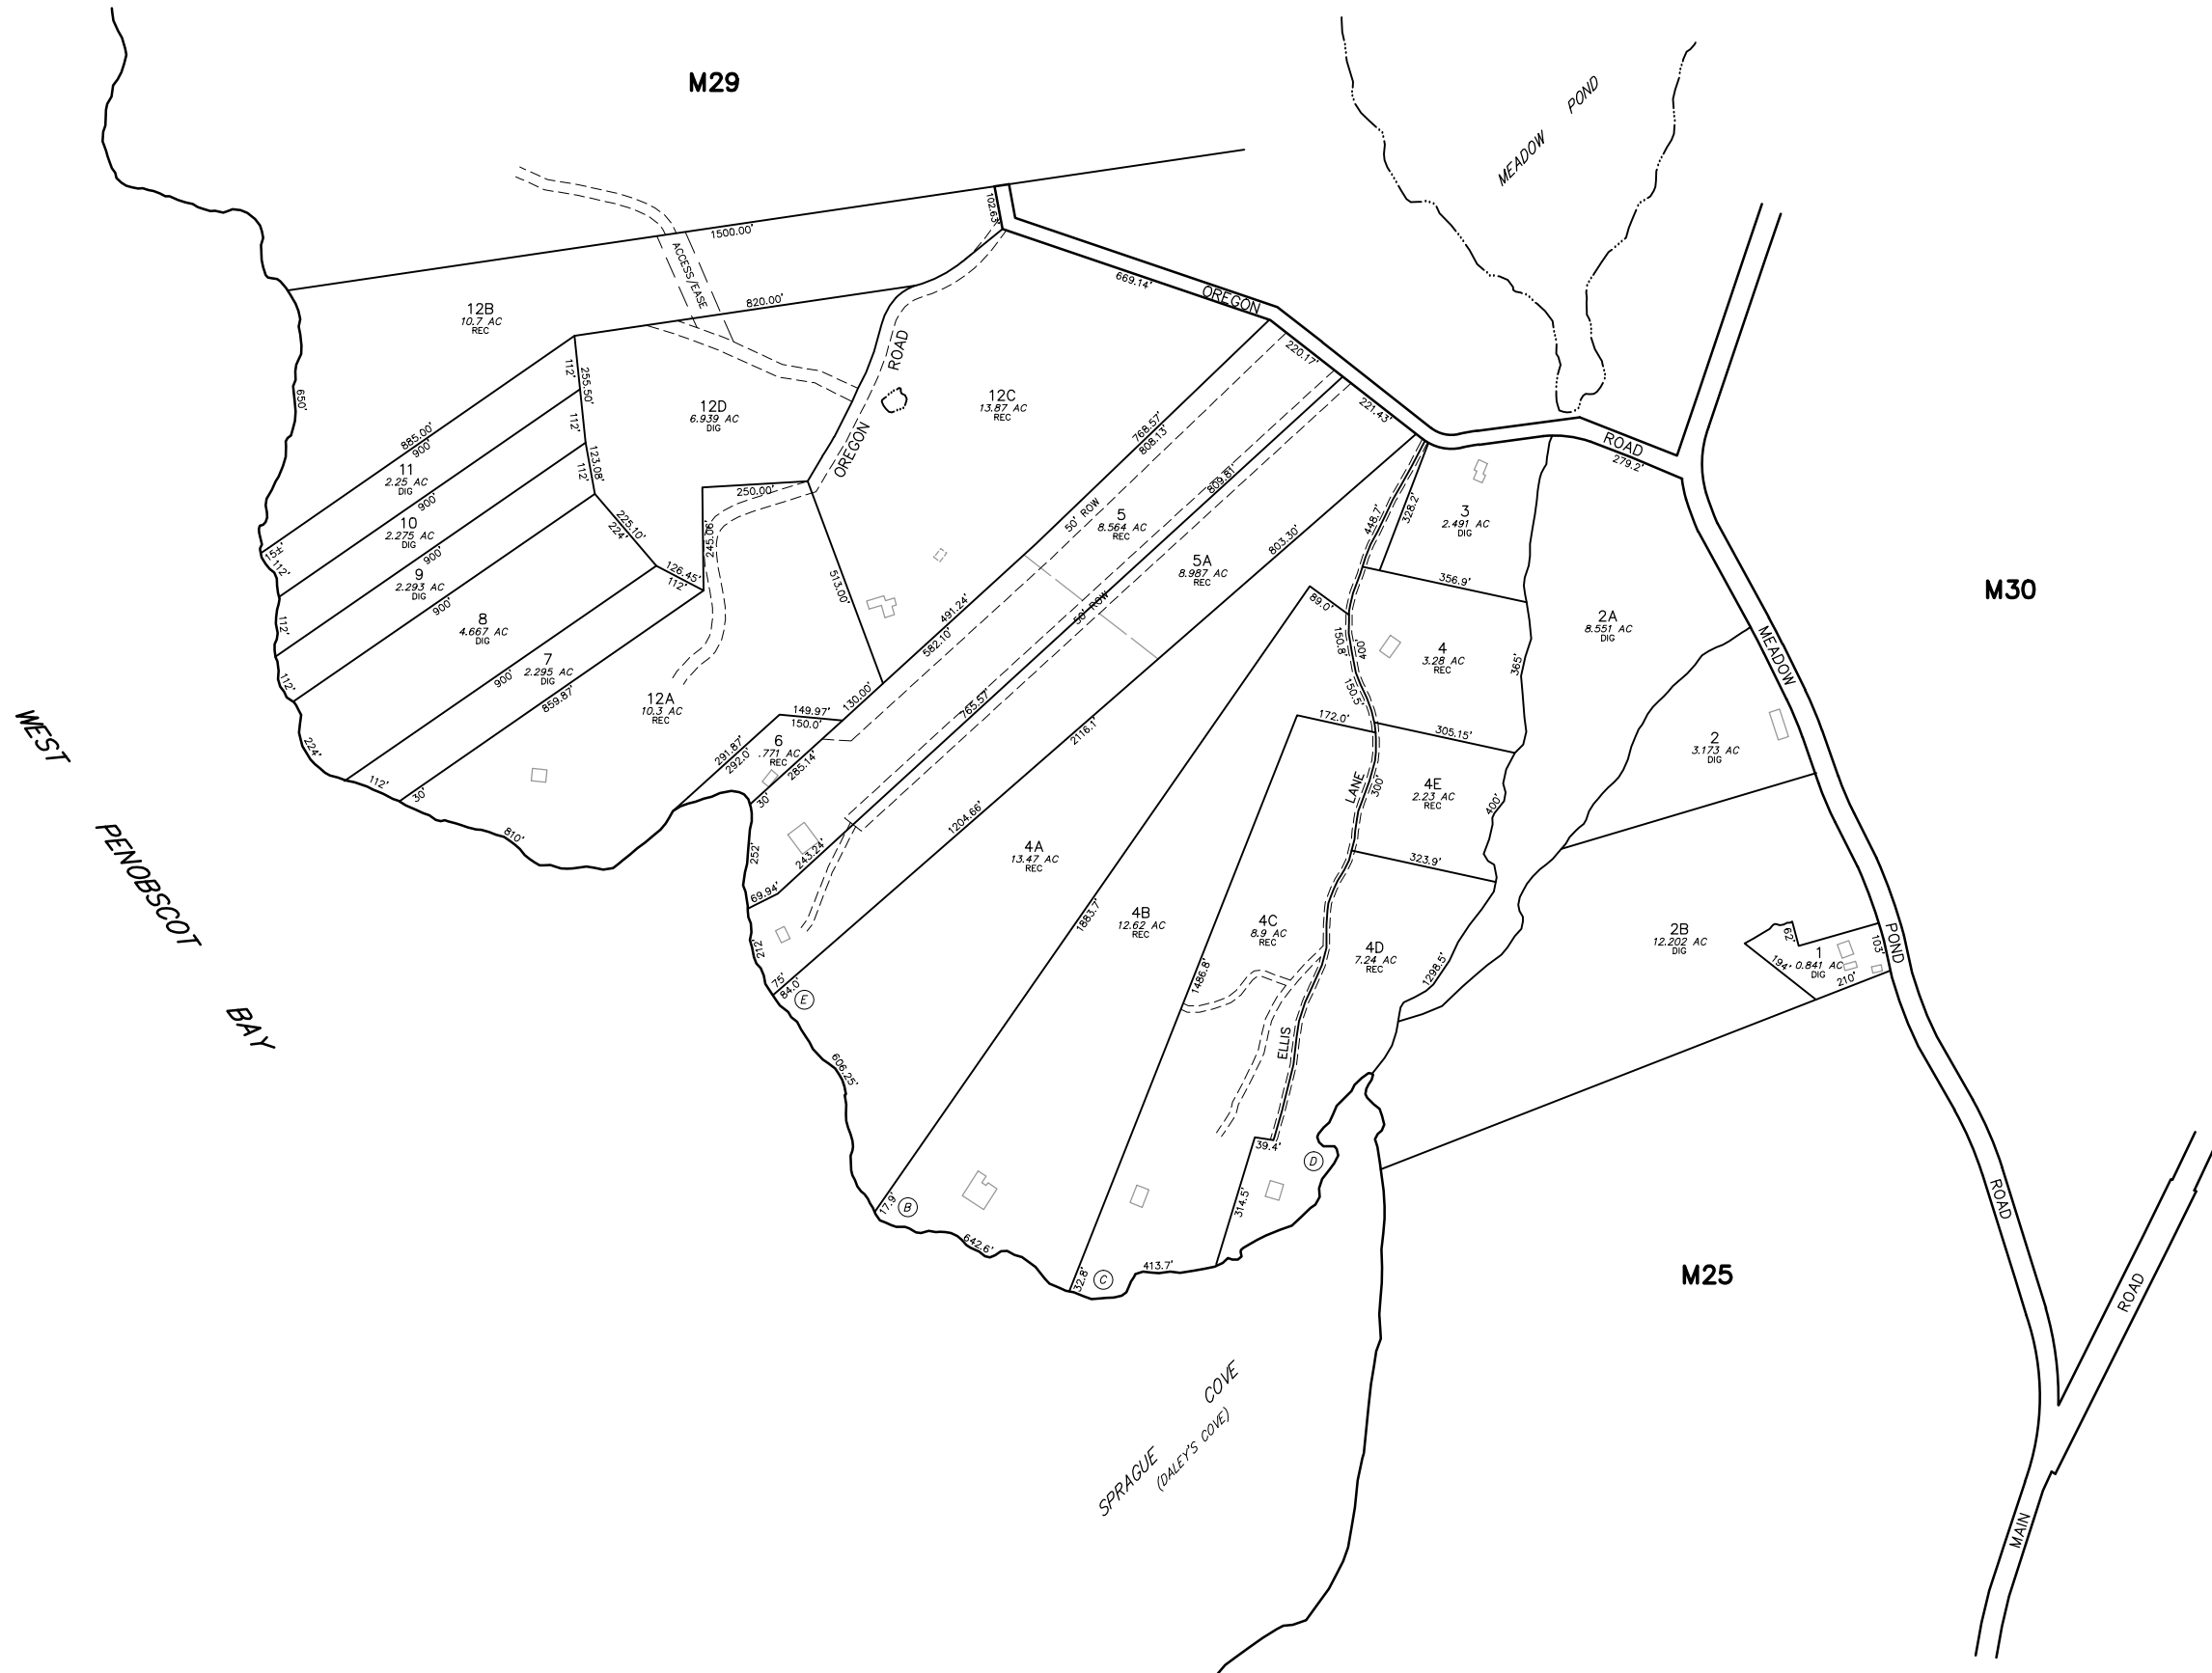 M29
MEADOW POND
102.63'
1500.00'
ACCESS/EASE
820.00'
669.14'
OREGON
12B
10.7 AC
REC
112'
255.50'
650'
885.00'
900'
12D
6.939 AC
DIG
OREGON ROAD
12C
13.87 AC
REC
220.17'
221.43'
768.57'
808.13'
ROAD
279.2'
11
2.25 AC
DIG
112'
123.08'
112'
900'
15±'
112'
10
2.275 AC
DIG
900'
9
2.293 AC
DIG
900'
112'
225.10'
224'
250.00'
245.06'
126.45'
112'
513.00'
50' ROW
5
8.564 AC
REC
809.81'
5A
8.987 AC
REC
803.30'
50' ROW
448.7'
328.2'
3
2.491 AC
DIG
356.9'
M30
8
4.667 AC
DIG
112'
7
2.295 AC
DIG
900'
859.87'
224'
112'
30'
12A
10.3 AC
REC
491.24'
582.10'
130.00'
149.97'
150.0'
6
.771 AC
REC
291.87'
292.0'
285.14'
30'
765.57'
2116.1'
1204.66'
89.0'
150.8'
400'
150.5'
4
3.28 AC
REC
365'
2A
8.551 AC
DIG
MEADOW
2
3.173 AC
DIG
172.0'
305.15'
LANE
300'
4E
2.23 AC
REC
400'
323.9'
WEST
PENOBSCOT
BAY
810'
252'
243.24'
69.94'
212'
75'
84.0'
E
4A
13.47 AC
REC
1883.7'
4B
12.62 AC
REC
4C
8.9 AC
REC
1486.8'
4D
7.24 AC
REC
1298.5'
2B
12.202 AC
DIG
62'
194'
1
0.841 AC
DIG
103'
210'
POND
606.25'
ELLIS
39.4'
D
314.5'
17.9'
B
642.6'
32.8'
C
413.7'
ROAD
M25
ROAD
SPRAGUE COVE
(DALEY'S COVE)
MAIN